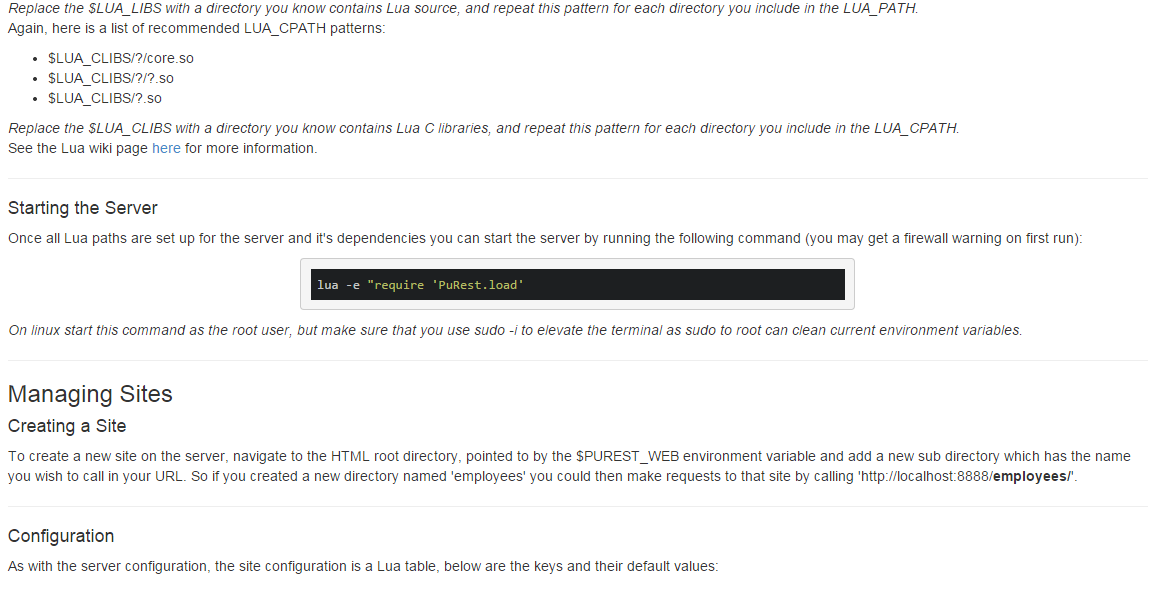 Replace the $LUA_LIBS with a directory you know contains Lua source, and repeat this pattern for each directory you include in the LUA_PATH.
Again, here is a list of recommended LUA_CPATH patterns:
• $LUA_CLIBS/?/core.so
• $LUA_CLIBS/?/?.so
• $LUA_CLIBS/?.so
Replace the $LUA_CLIBS with a directory you know contains Lua C libraries, and repeat this pattern for each directory you include in the LUA_CPATH.
See the Lua wiki page here for more information.
Starting the Server
Once all Lua paths are set up for the server and it's dependencies you can start the server by running the following command (you may get a firewall warning on first run):
lua -e "require 'PuRest.load'
On linux start this command as the root user, but make sure that you use sudo -i to elevate the terminal as sudo to root can clean current environment variables.
Managing Sites
Creating a Site
To create a new site on the server, navigate to the HTML root directory, pointed to by the $PUREST_WEB environment variable and add a new sub directory which has the name
you wish to call in your URL. So if you created a new directory named 'employees' you could then make requests to that site by calling 'http://localhost:8888/employees/'.
Configuration
As with the server configuration, the site configuration is a Lua table, below are the keys and their default values: